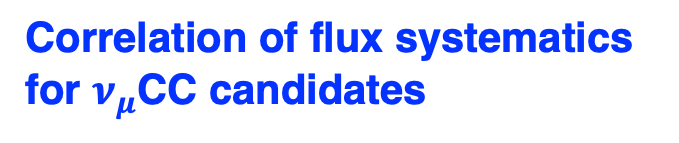 Correlation of flux systematics
for νμCC candidates